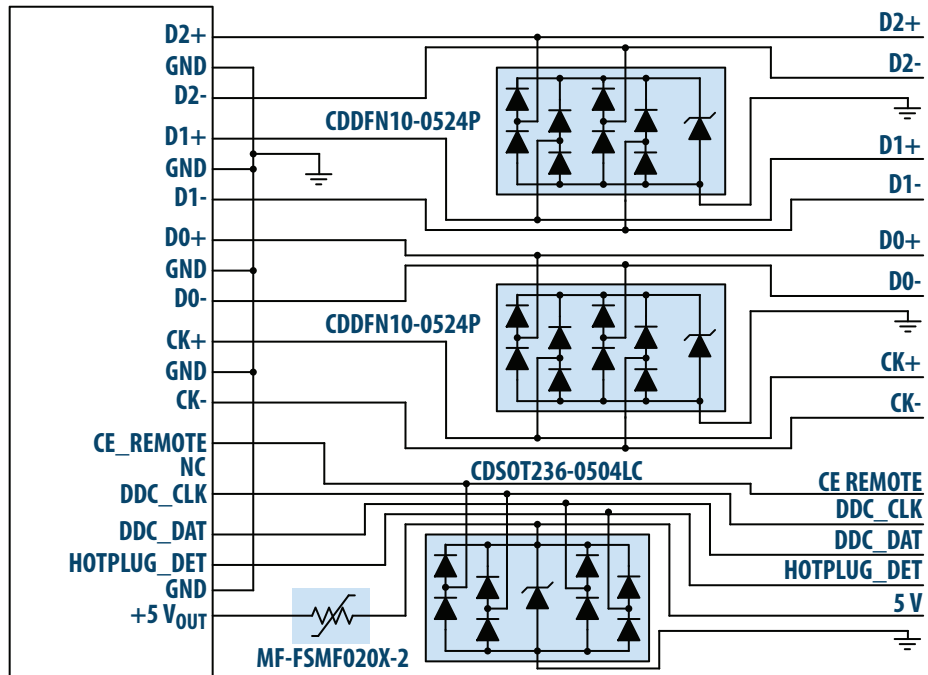 D2+
GND
D2-
D1+
GND
D1-
D0+
GND
D0-
CK+
GND
CK-
CE_REMOTE
NC
DDC_CLK
DDC_DAT
HOTPLUG_DET
GND
+5 VOUT
CDDFN10-0524P
CDDFN10-0524P
CDSOT236-0504LC
MF-FSMF020X-2
D2+
D2-
D1+
D1-
D0+
D0-
CK+
CK-
CE REMOTE
DDC_CLK
DDC_DAT
HOTPLUG_DET
5 V